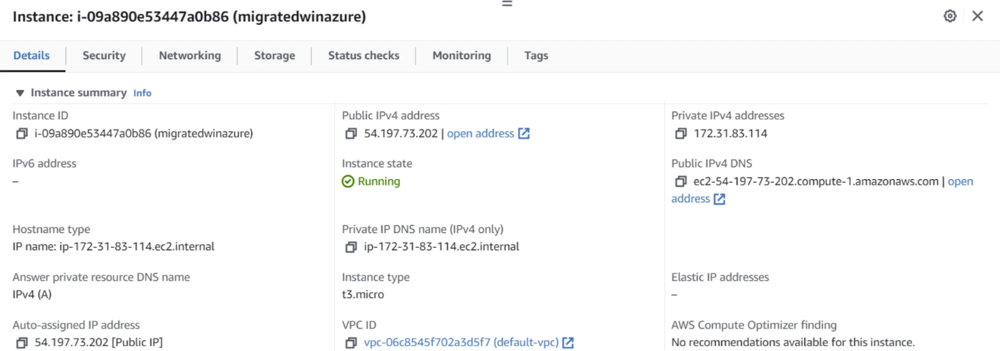 Instance: i-09a890e53447a0b86 (migratedwinazure)
Details
Security
Networking
Storage
Status checks
Monitoring
Tags
Instance summary Info
Instance ID
i-09a890e53447a0b86 (migratedwinazure)
Public IPv4 address
54.197.73.202 | open address
Private IPv4 addresses
172.31.83.114
IPv6 address
–
Instance state
Running
Public IPv4 DNS
ec2-54-197-73-202.compute-1.amazonaws.com | open
address
Hostname type
IP name: ip-172-31-83-114.ec2.internal
Private IP DNS name (IPv4 only)
ip-172-31-83-114.ec2.internal
Answer private resource DNS name
IPv4 (A)
Instance type
t3.micro
Elastic IP addresses
–
Auto-assigned IP address
54.197.73.202 [Public IP]
VPC ID
vpc-06c8545f702a3d5f7 (default-vpc)
AWS Compute Optimizer finding
No recommendations available for this instance.